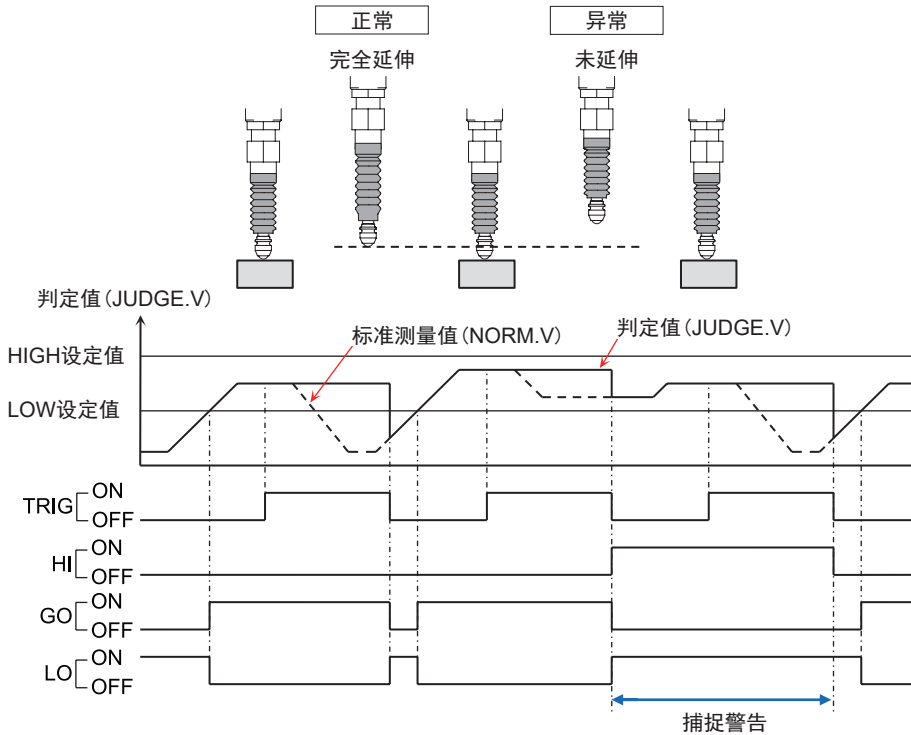 正常
异常
完全延伸
未延伸
判定值(JUDGE.V)
标准测量值(NORM.V)
判定值(JUDGE.V)
HIGH设定值
LOW设定值
TRIG
ON
OFF
HI
ON
OFF
GO
ON
OFF
LO
ON
OFF
捕捉警告